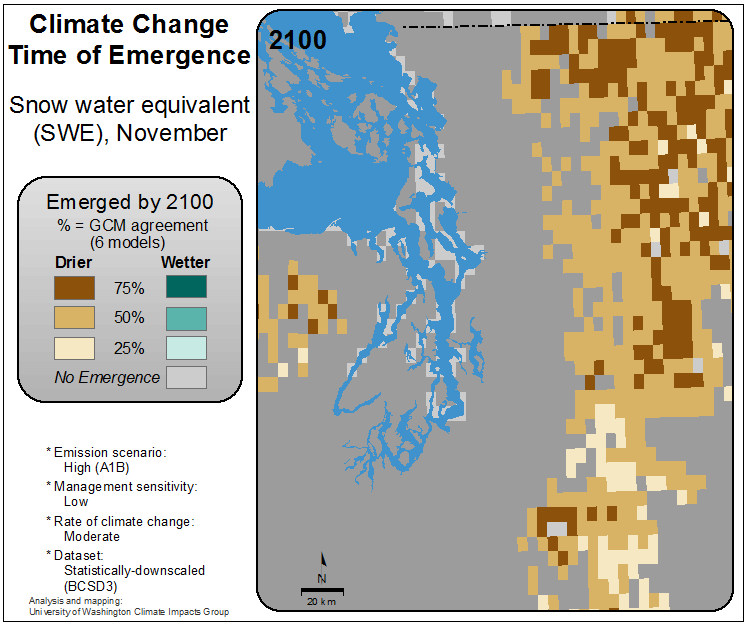 Climate Change
Time of Emergence
Snow water equivalent
(SWE), November
Emerged by 2100
% = GCM agreement
(6 models)
Drier Wetter
75%
50%
25%
No Emergence
* Emission scenario:
High (A1B)
* Management sensitivity:
Low
* Rate of climate change:
Moderate
* Dataset:
Statistically-downscaled
(BCSD3)
Analysis and mapping:
University of Washington Climate Impacts Group
2100
N
20 km